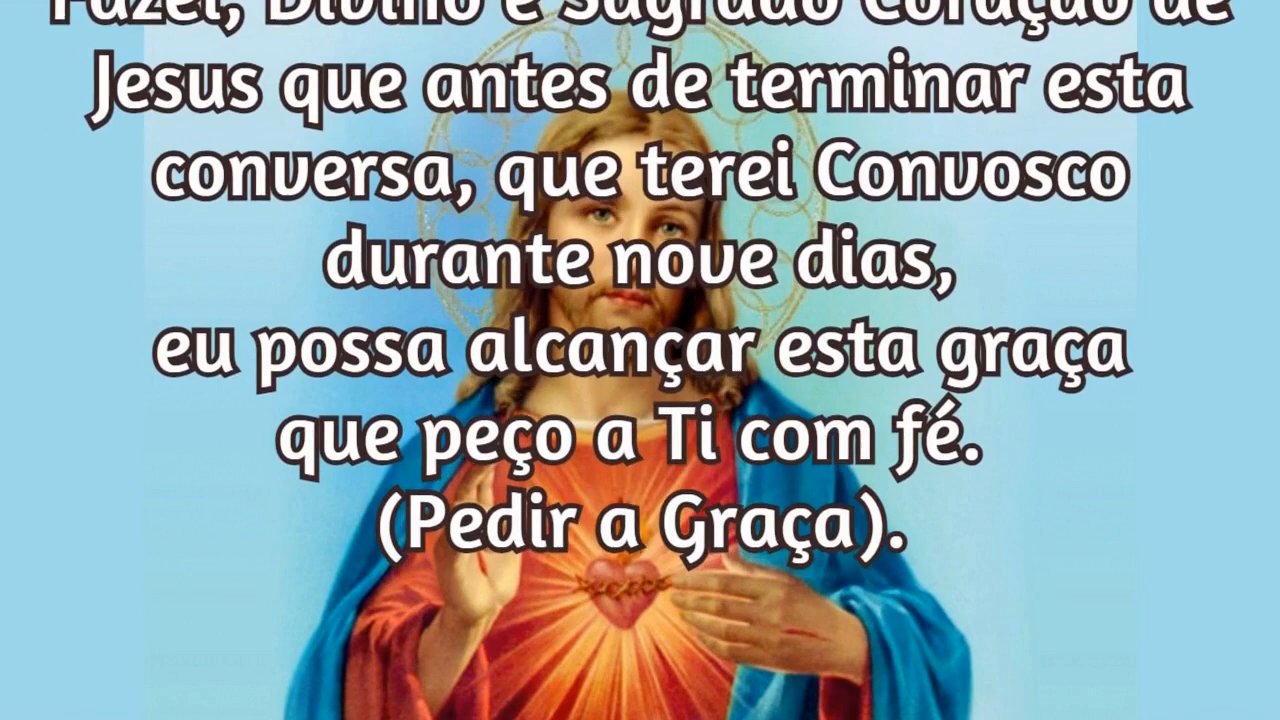 Fazei, Divino e Sagrado Coração de
Jesus que antes de terminar esta
conversa, que terei Convosco
durante nove dias,
eu possa alcançar esta graça
que peço a Ti com fé.
(Pedir a Graça).